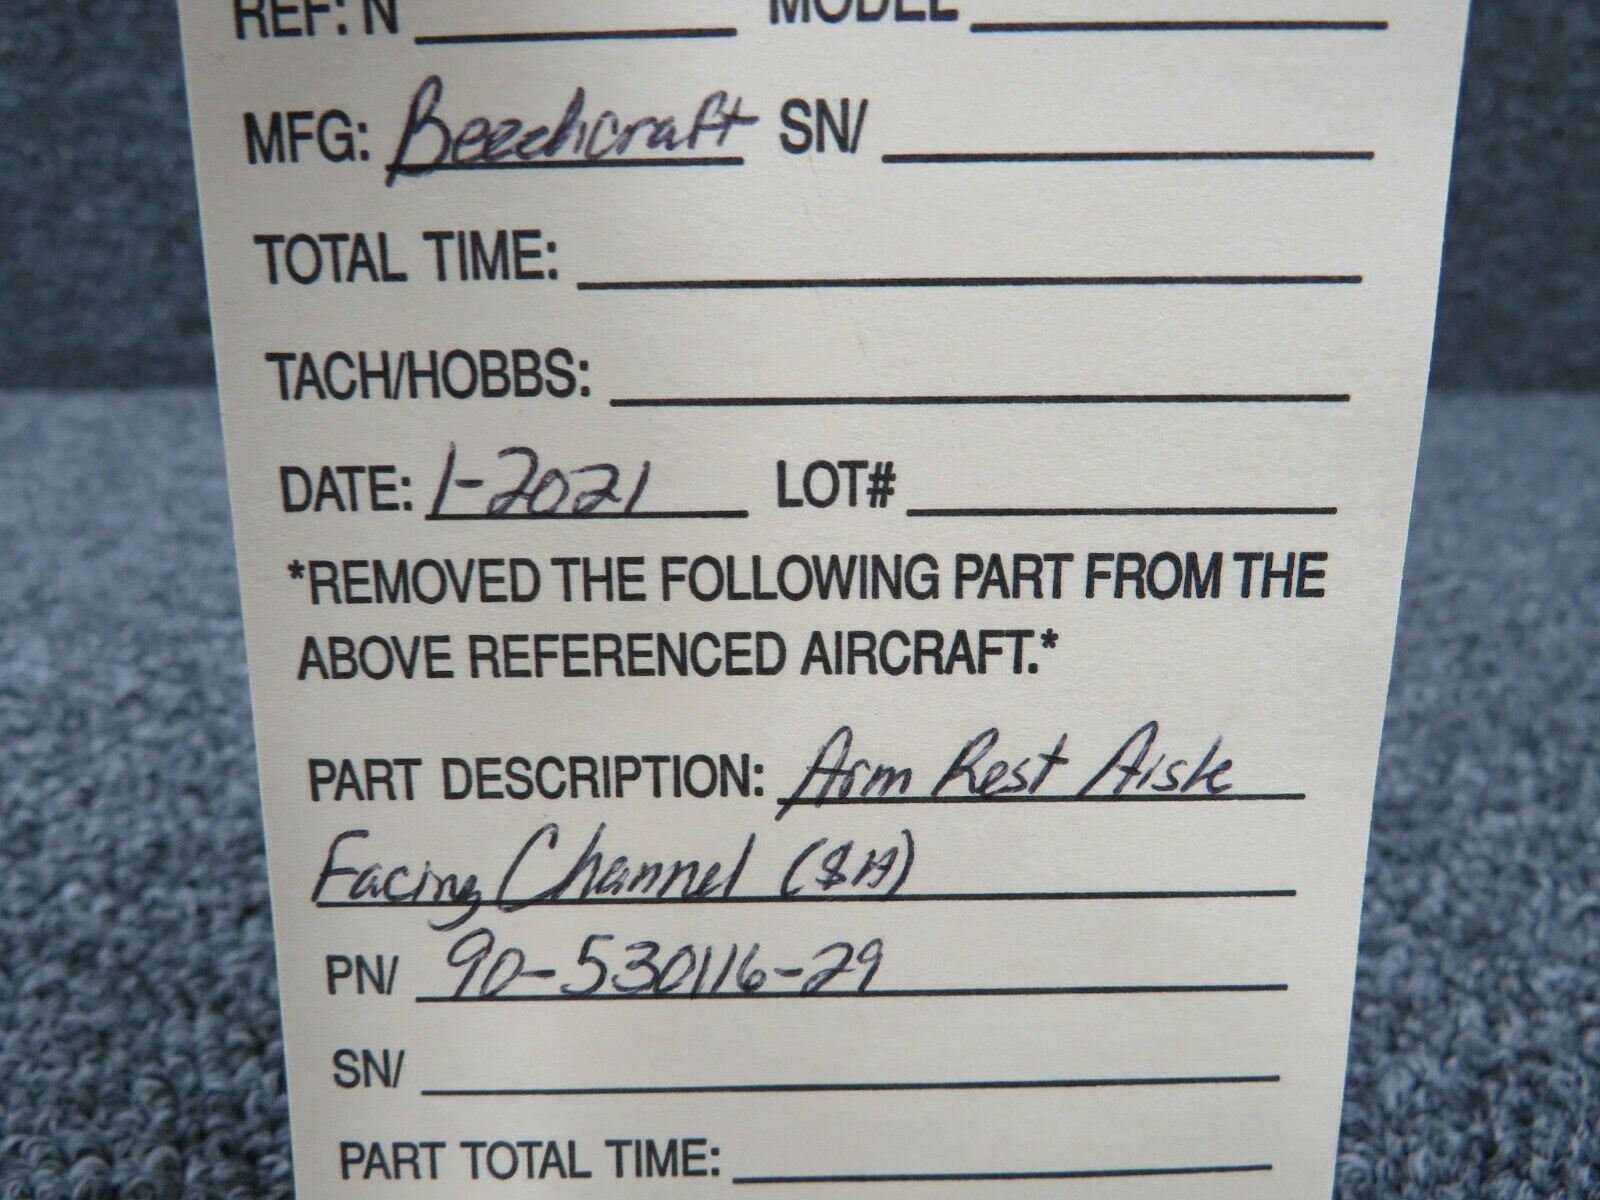 REF: N MODEL
MFG: Beechcraft SN/
TOTAL TIME:
TACH/HOBBS:
DATE: 1-2021 LOT#
*REMOVED THE FOLLOWING PART FROM THE
ABOVE REFERENCED AIRCRAFT.*
PART DESCRIPTION: Arm Rest Aisle
Facing Channel
PN/ 90-530116-29
SN/
PART TOTAL TIME: